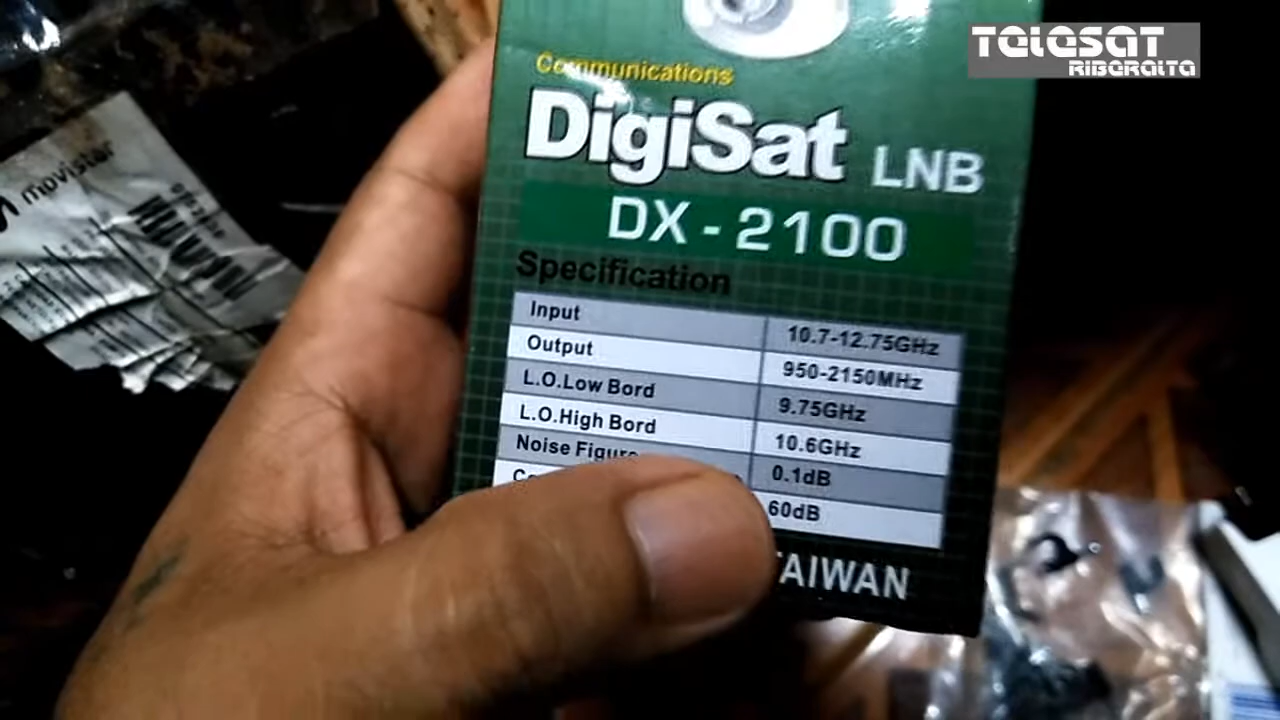 TELESAT
RIBERALTA
movistar
Communications
DigiSat LNB
DX-2100
Specification
Input 10.7-12.75GHz
Output 950-2150MHz
L.O.Low Bord 9.75GHz
L.O.High Bord 10.6GHz
Noise Figure 0.1dB
60dB
TAIWAN